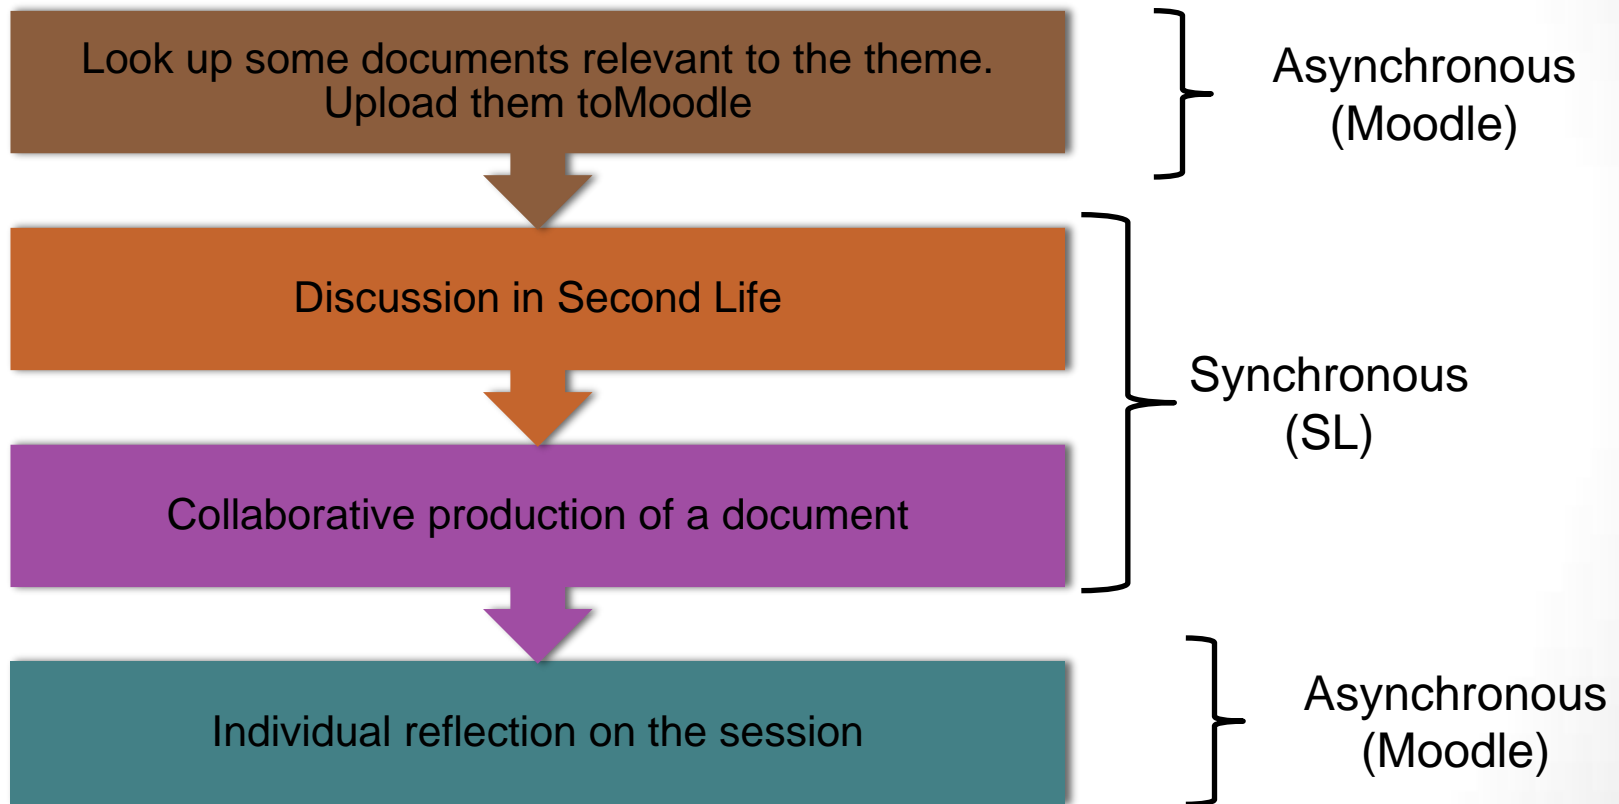 Look up some documents relevant to the theme.
Upload them toMoodle
Asynchronous
(Moodle)
Discussion in Second Life
Synchronous
(SL)
Collaborative production of a document
Individual reflection on the session
Asynchronous
(Moodle)